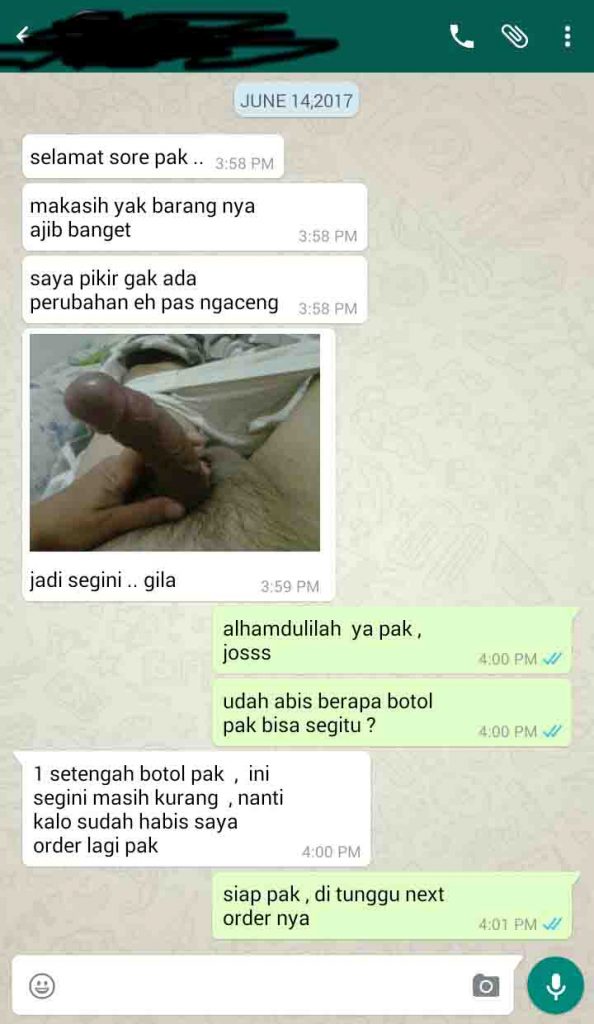 JUNE 14,2017
selamat sore pak ..
3:58 PM
makasih yak barang nya
ajib banget
3:58 PM
saya pikir gak ada
perubahan eh pas ngaceng
3:58 PM
jadi segini .. gila
3:59 PM
alhamdulilah ya pak ,
josss
4:00 PM
udah abis berapa botol
pak bisa segitu ?
4:00 PM
1 setengah botol pak , ini
segini masih kurang , nanti
kalo sudah habis saya
order lagi pak
4:00 PM
siap pak , di tunggu next
order nya
4:01 PM